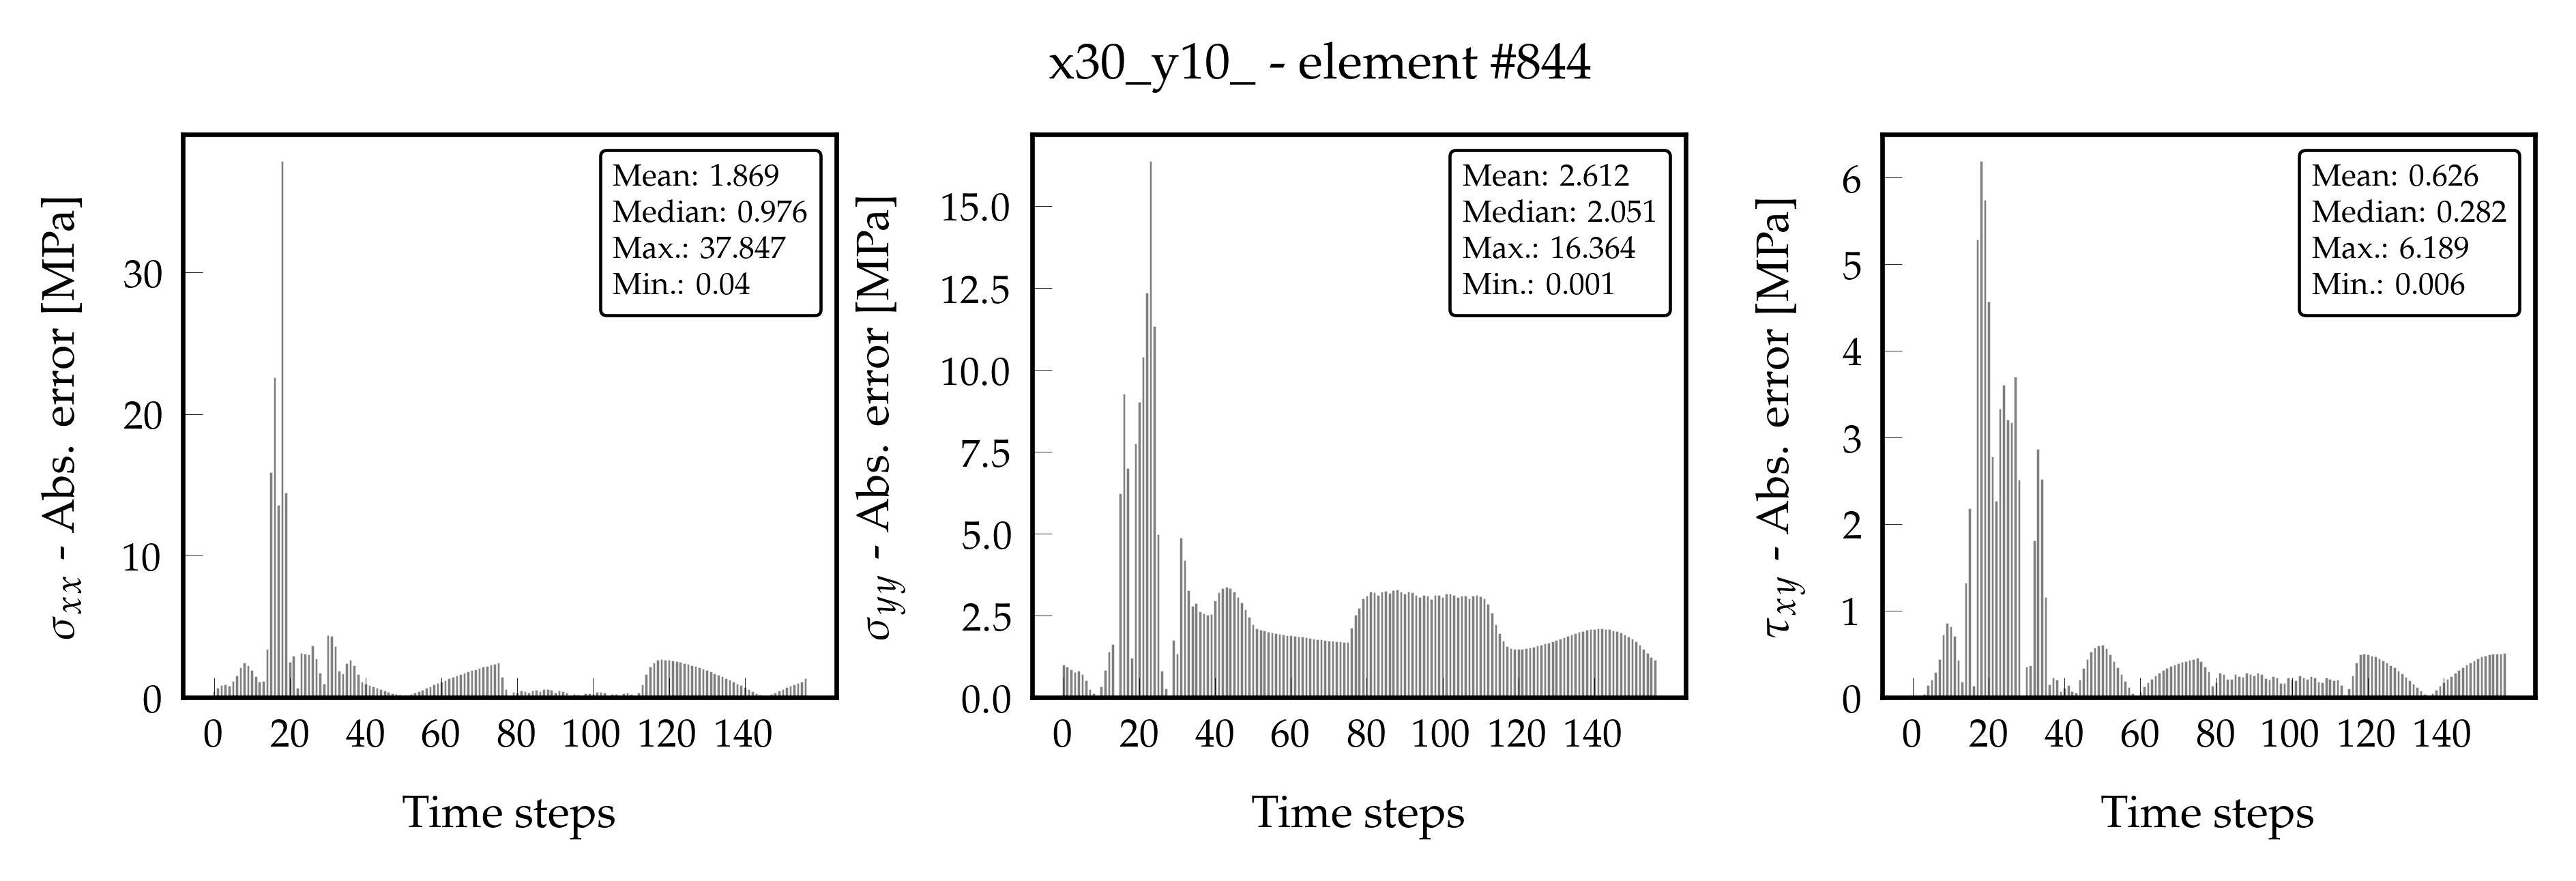 x30_y10_ - element #844
σxx - Abs. error [MPa]
30
20
10
0
0 20 40 60 80 100 120 140
Time steps
Mean: 1.869
Median: 0.976
Max.: 37.847
Min.: 0.04
σyy - Abs. error [MPa]
15.0
12.5
10.0
7.5
5.0
2.5
0.0
0 20 40 60 80 100 120 140
Time steps
Mean: 2.612
Median: 2.051
Max.: 16.364
Min.: 0.001
τxy - Abs. error [MPa]
6
5
4
3
2
1
0
0 20 40 60 80 100 120 140
Time steps
Mean: 0.626
Median: 0.282
Max.: 6.189
Min.: 0.006